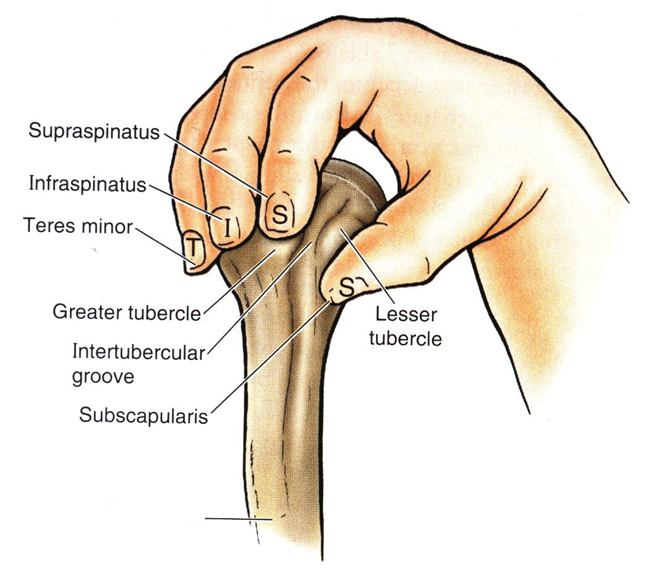 Supraspinatus
Infraspinatus
Teres minor
T
I
S
S
Greater tubercle
Lesser
tubercle
Intertubercular
groove
Subscapularis